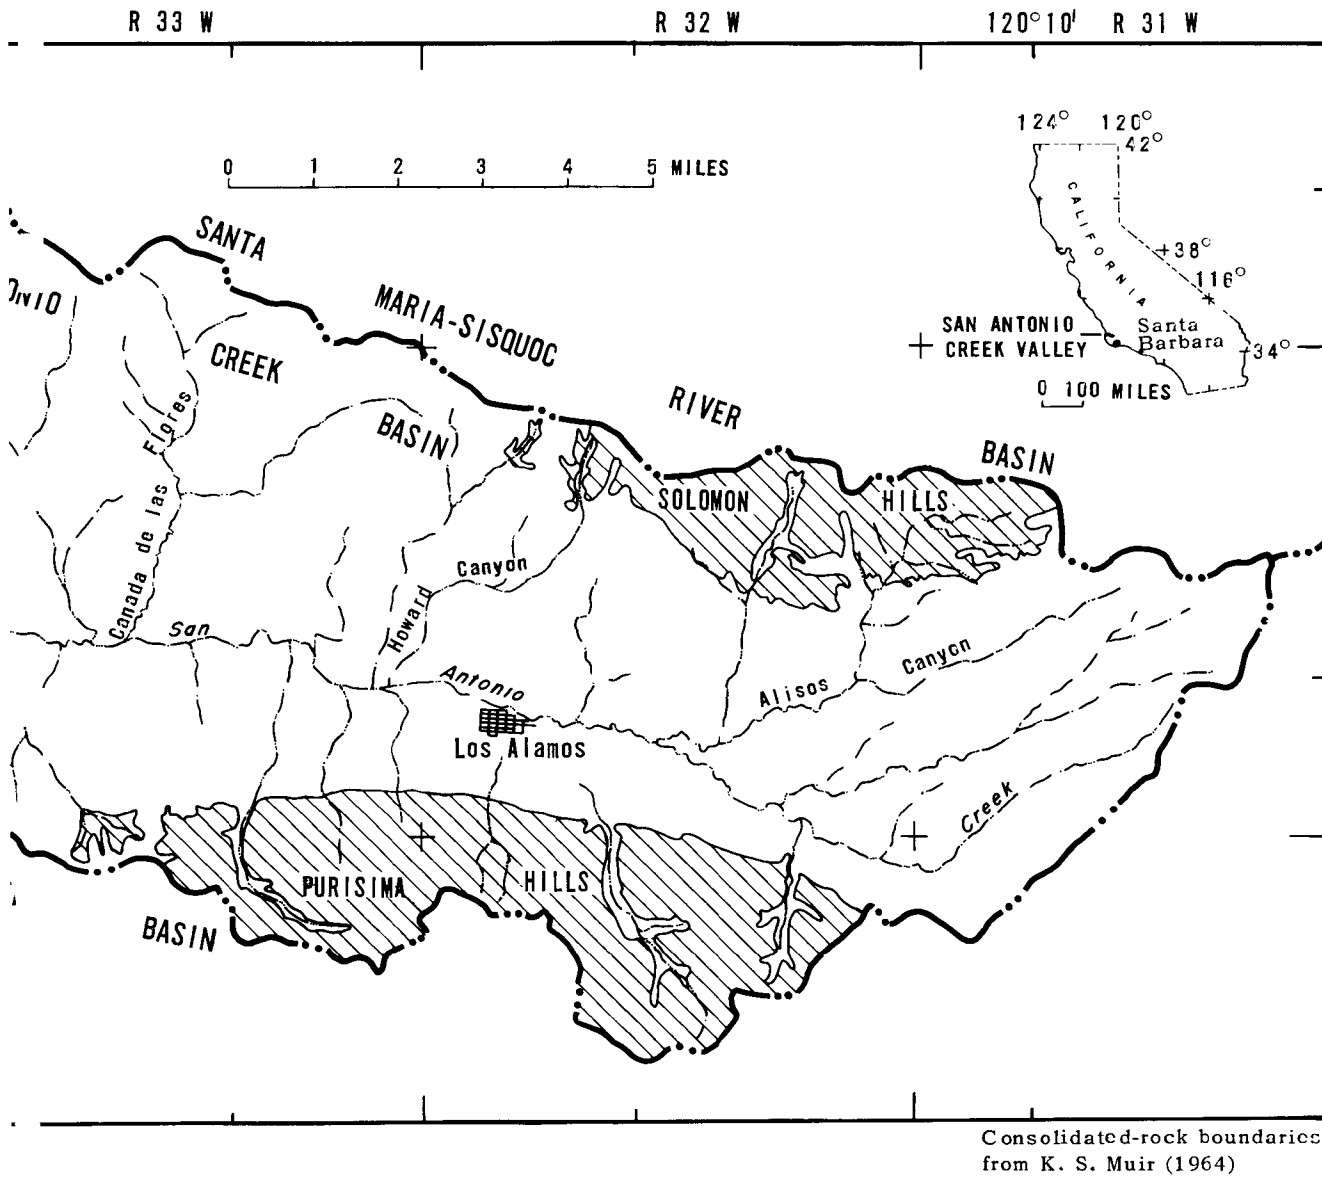 R 33 W R 32 W 120°10' R 31 W
124° 120°
42°
0 1 2 3 4 5 MILES
CALIFORNIA
SANTA
+38°
116°
MARIA-SISQUOC
SAN ANTONIO
CREEK VALLEY
Santa
Barbara
34°
CREEK
0 100 MILES
RIVER
Flores
BASIN
BASIN
SOLOMON HILLS
Canada de las
Canyon
Howard
San
Canyon
Antonio
Alisos
Los Alamos
Creek
PURISIMA HILLS
BASIN
Consolidated-rock boundaries
from K. S. Muir (1964)